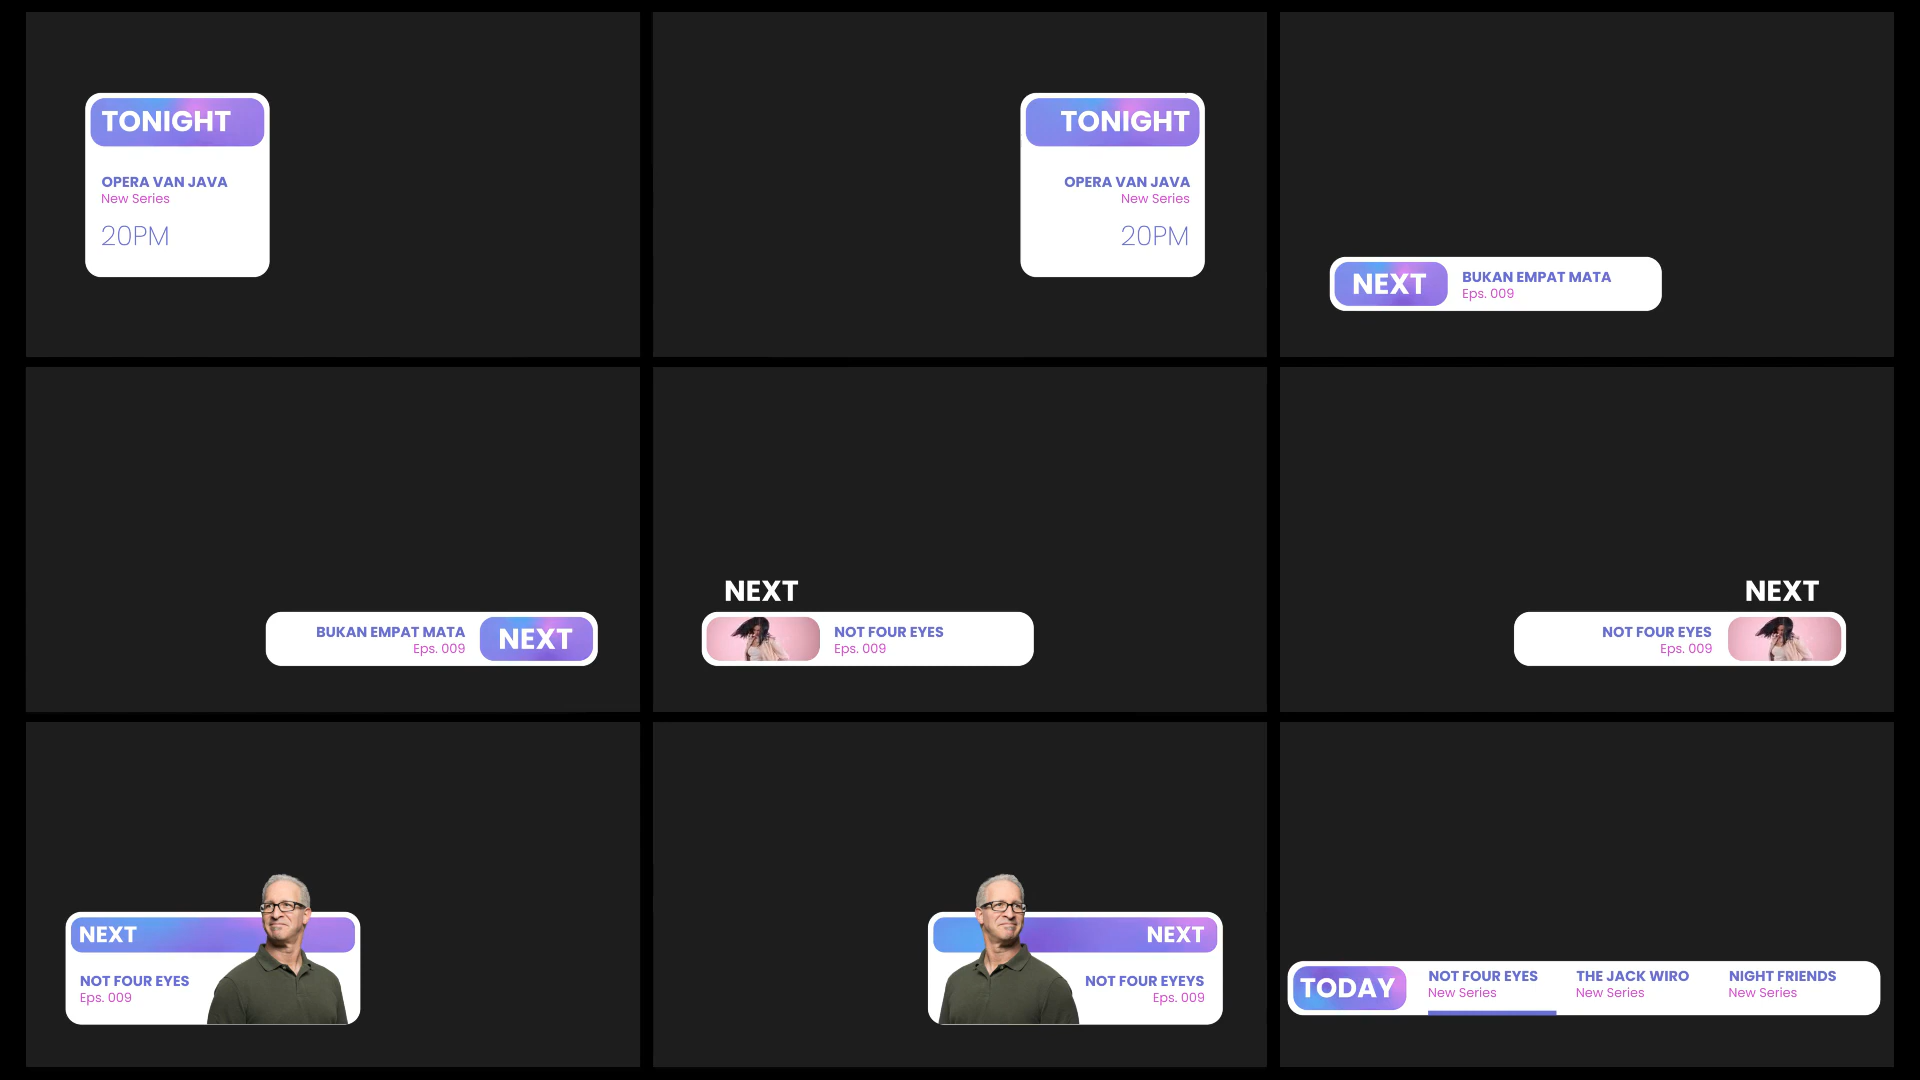 TONIGHT
OPERA VAN JAVA
New Series
20PM
TONIGHT
OPERA VAN JAVA
New Series
20PM
NEXT
BUKAN EMPAT MATA
Eps. 009
BUKAN EMPAT MATA
Eps. 009
NEXT
NEXT
NOT FOUR EYES
Eps. 009
NEXT
NOT FOUR EYES
Eps. 009
NEXT
NOT FOUR EYES
Eps. 009
NEXT
NOT FOUR EYEYS
Eps. 009
TODAY
NOT FOUR EYES
New Series
THE JACK WIRO
New Series
NIGHT FRIENDS
New Series